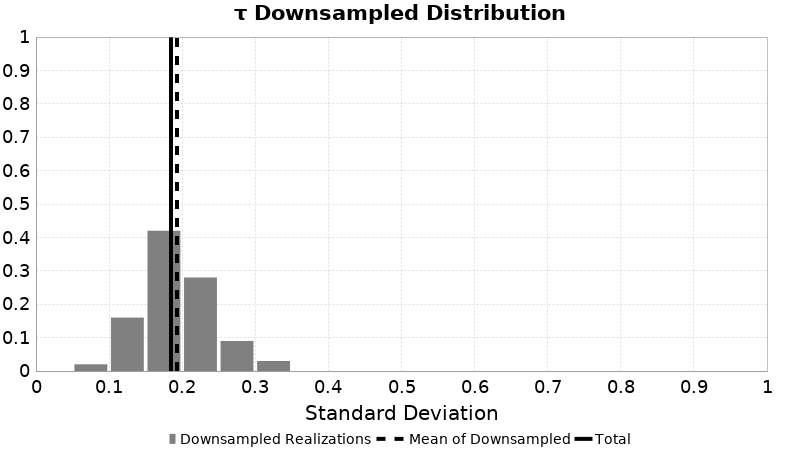 τ Downsampled Distribution
1
0.9
0.8
0.7
0.6
0.5
0.4
0.3
0.2
0.1
0
0 0.1 0.2 0.3 0.4 0.5 0.6 0.7 0.8 0.9 1
Standard Deviation
Downsampled Realizations Mean of Downsampled Total